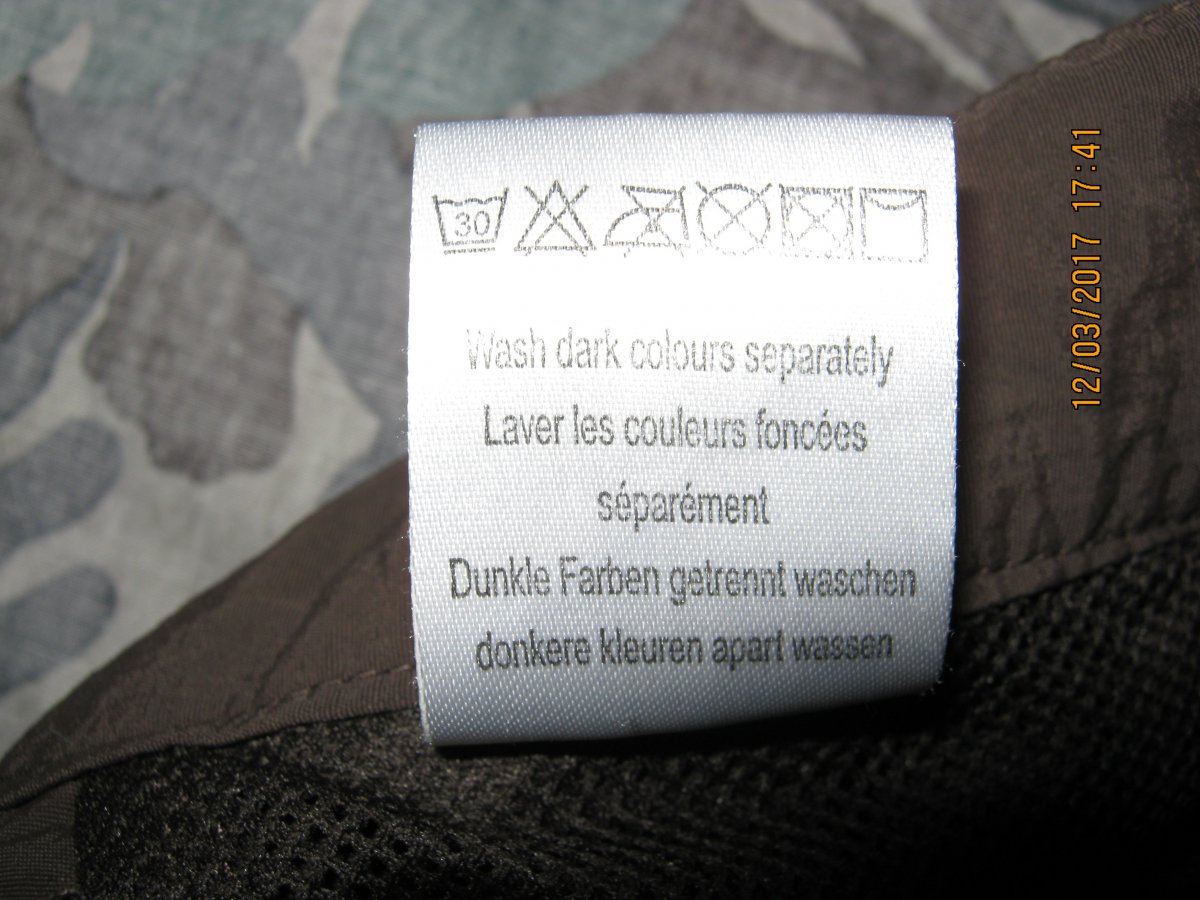 30
Wash dark colours separately
Laver les couleurs foncées
séparément
Dunkle Farben getrennt waschen
donkere kleuren apart wassen
12/03/2017 17:41